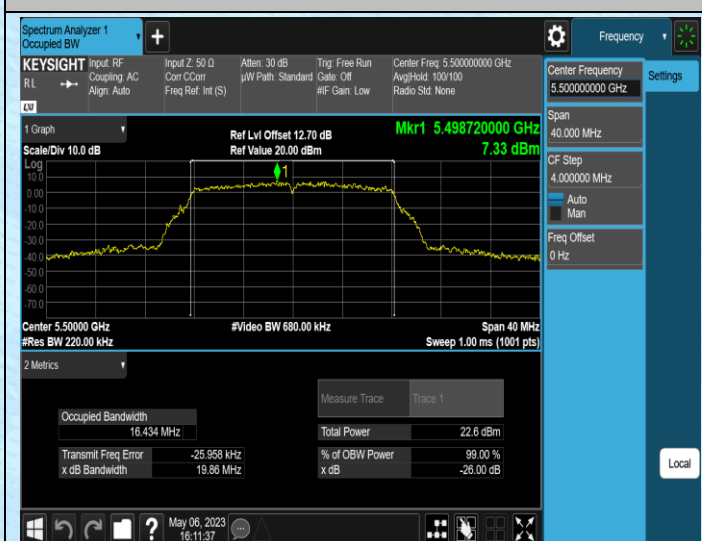 Spectrum Analyzer 1
Occupied BW
+
Frequency
KEYSIGHT
RL
LXI
Input: RF
Coupling: AC
Align: Auto
Input Z: 50 Ω
Corr CCorr
Freq Ref: Int (S)
Atten: 30 dB
µW Path: Standard
Trig: Free Run
Gate: Off
#IF Gain: Low
Center Freq: 5.500000000 GHz
Avg|Hold: 100/100
Radio Std: None
Center Frequency
5.500000000 GHz
Settings
Span
40.000 MHz
CF Step
4.000000 MHz
Auto
Man
Freq Offset
0 Hz
Local
1 Graph
Scale/Div 10.0 dB
Ref Lvl Offset 12.70 dB
Ref Value 20.00 dBm
Mkr1 5.498720000 GHz
7.33 dBm
Log
10.0
0.00
-10.0
-20.0
-30.0
-40.0
-50.0
-60.0
-70.0
1
Center 5.50000 GHz
#Video BW 680.00 kHz
Span 40 MHz
#Res BW 220.00 kHz
Sweep 1.00 ms (1001 pts)
2 Metrics
Measure Trace
Trace 1
Occupied Bandwidth
16.434 MHz
Total Power
22.6 dBm
Transmit Freq Error
-25.958 kHz
% of OBW Power
99.00 %
x dB Bandwidth
19.86 MHz
x dB
-26.00 dB
?
May 06, 2023
16:11:37